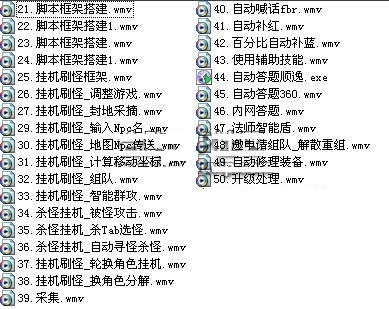 21.脚本框架搭建.wmv
22.脚本框架搭建1.wmv
23.脚本框架搭建1.wmv
24.脚本框架搭建1.wmv
25.挂机刷怪框架.wmv
26.挂机刷怪_调整游戏.wmv
27.挂机刷怪_封地采摘.wmv
29.挂机刷怪_输入Npc名.wmv
30.挂机刷怪_地图Npc传送_.wmv
31.挂机刷怪_计算移动坐标.wmv
32.挂机刷怪_组队.wmv
33.挂机刷怪_智能群攻.wmv
34.杀怪挂机_被怪攻击.wmv
35.杀怪挂机_杀Tab选怪.wmv
36.杀怪挂机_自动寻怪杀怪.wmv
37.挂机刷怪_轮换角色挂机.wmv
38.挂机刷怪_换角色分解.wmv
39.采集.wmv
40.自动喊话fbr.wmv
41.自动补红.wmv
42.百分比自动补蓝.wmv
43.使用辅助技能.wmv
44.自动答题顺逸.exe
45.自动答题360.wmv
46.内网答题.wmv
47.法师智能盾.wmv
48.邀电清组队_解散重组.wmv
49.自动修理装备.wmv
50.升级处理.wmv